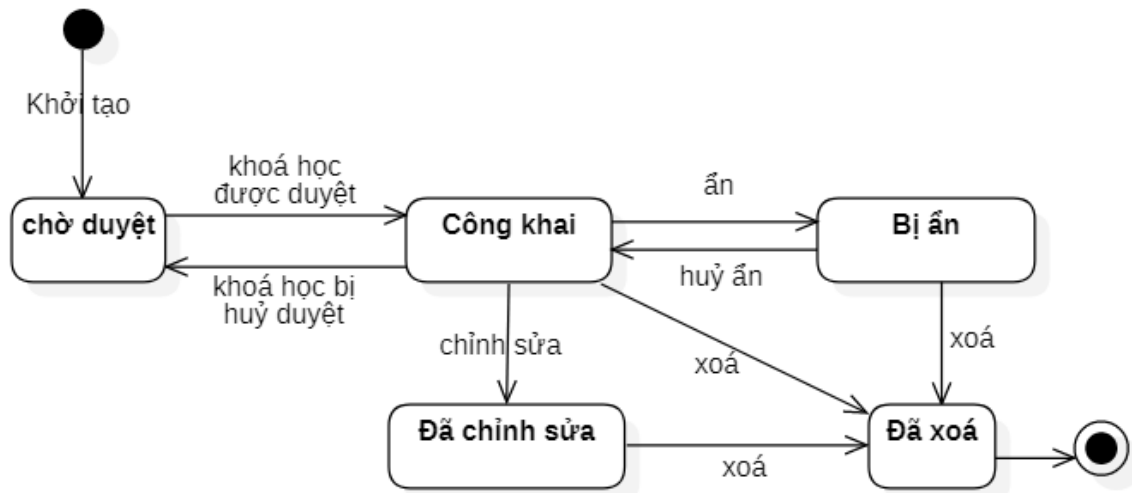 Khởi tạo
khoá học
được duyệt
ẩn
chờ duyệt
Công khai
Bị ẩn
khoá học bị
huỷ duyệt
huỷ ẩn
chỉnh sửa
xoá
xoá
Đã chỉnh sửa
Đã xoá
xoá